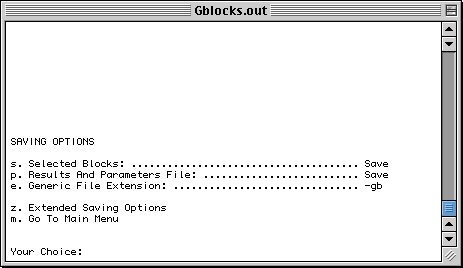 Gblocks.out
SAVING OPTIONS
s. Selected Blocks: ................................... Save
p. Results And Parameters File: ....................... Save
e. Generic File Extension: ............................ -gb
z. Extended Saving Options
m. Go To Main Menu
Your Choice: